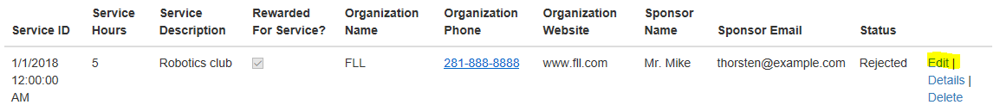 Service ID Service Hours Service Description Rewarded For Service? Organization Name Organization Phone Organization Website Sponsor Name Sponsor Email Status
1/1/2018 12:00:00 AM 5 Robotics club FLL 281-888-8888 www.fll.com Mr. Mike thorsten@example.com Rejected Edit |
Details |
Delete